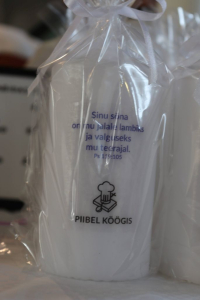 Sinu sõna
on mu jalale lambiks
ja valguseks
mu teerajal.
PIIBEL KÖÖGIS